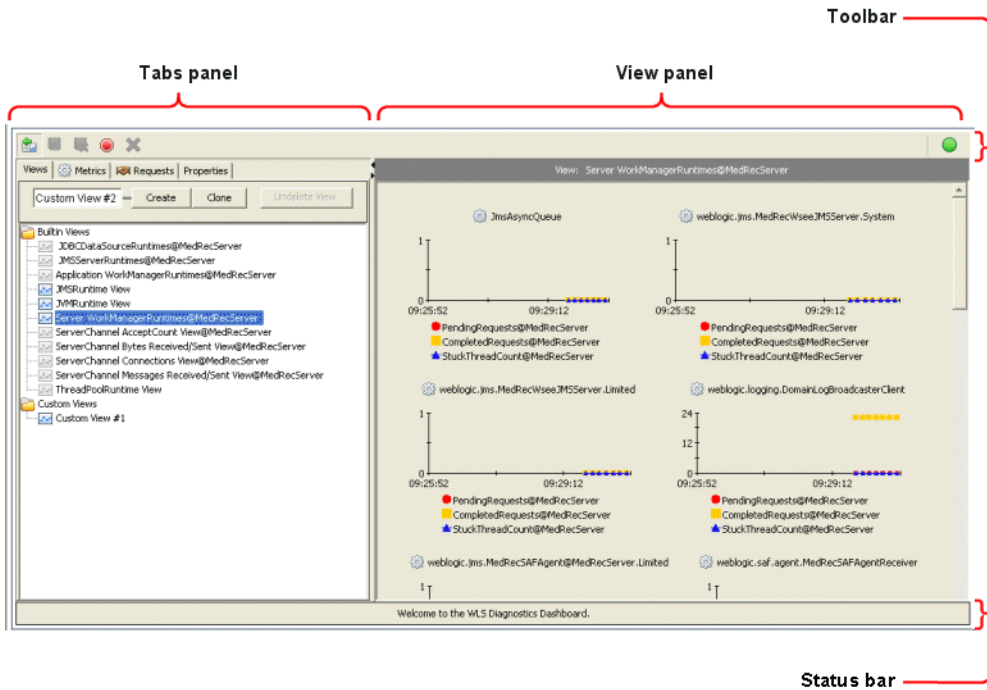 Toolbar
Tabs panel
View panel
Views Metrics Requests Properties
View: Server WorkManagerRuntimes@MedRecServer
Custom View #2 Create Clone Undelete View
Builtin Views
JDBCDataSourceRuntimes@MedRecServer
JMSServerRuntimes@MedRecServer
Application WorkManagerRuntimes@MedRecServer
JMSRuntime View
JVMRuntime View
Server WorkManagerRuntimes@MedRecServer
ServerChannel AcceptCount View@MedRecServer
ServerChannel Bytes Received/Sent View@MedRecServer
ServerChannel Connections View@MedRecServer
ServerChannel Messages Received/Sent View@MedRecServer
ThreadPoolRuntime View
Custom Views
Custom View #1
JmsAsyncQueue
1
0
09:25:52 09:29:12
PendingRequests@MedRecServer
CompletedRequests@MedRecServer
StuckThreadCount@MedRecServer
weblogic.jms.MedRecWseeJMSServer.System
1
0
09:25:52 09:29:12
PendingRequests@MedRecServer
CompletedRequests@MedRecServer
StuckThreadCount@MedRecServer
weblogic.jms.MedRecWseeJMSServer.Limited
1
0
09:25:52 09:29:12
PendingRequests@MedRecServer
CompletedRequests@MedRecServer
StuckThreadCount@MedRecServer
weblogic.logging.DomainLogBroadcasterClient
24
12
0
09:25:52 09:29:12
PendingRequests@MedRecServer
CompletedRequests@MedRecServer
StuckThreadCount@MedRecServer
weblogic.jms.MedRecSAFAgent@MedRecServer.Limited
1
weblogic.saf.agent.MedRecSAFAgentReceiver
1
Welcome to the WLS Diagnostics Dashboard.
Status bar